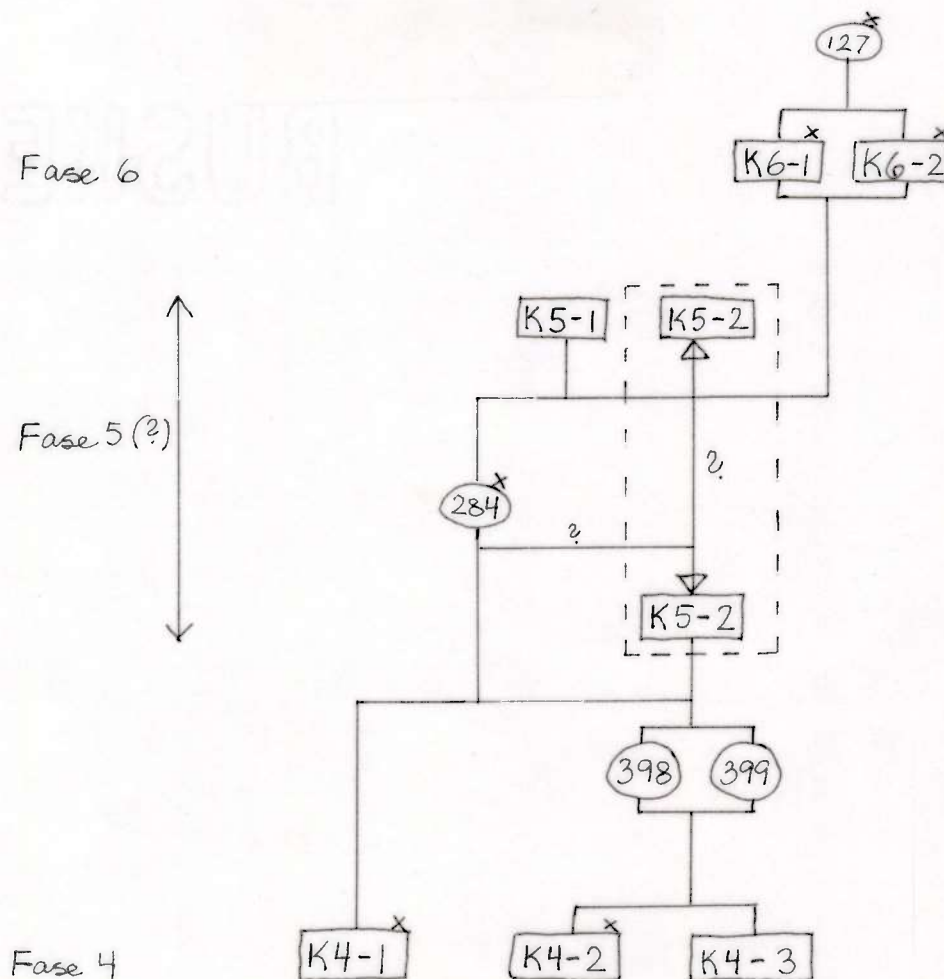 x
127
x x
Fase 6 K6-1 K6-2
K5-1 K5-2
Fase 5 (?)
?
x
284
?
K5-2
398 399
x x
K4-1 K4-2 K4-3
Fase 4